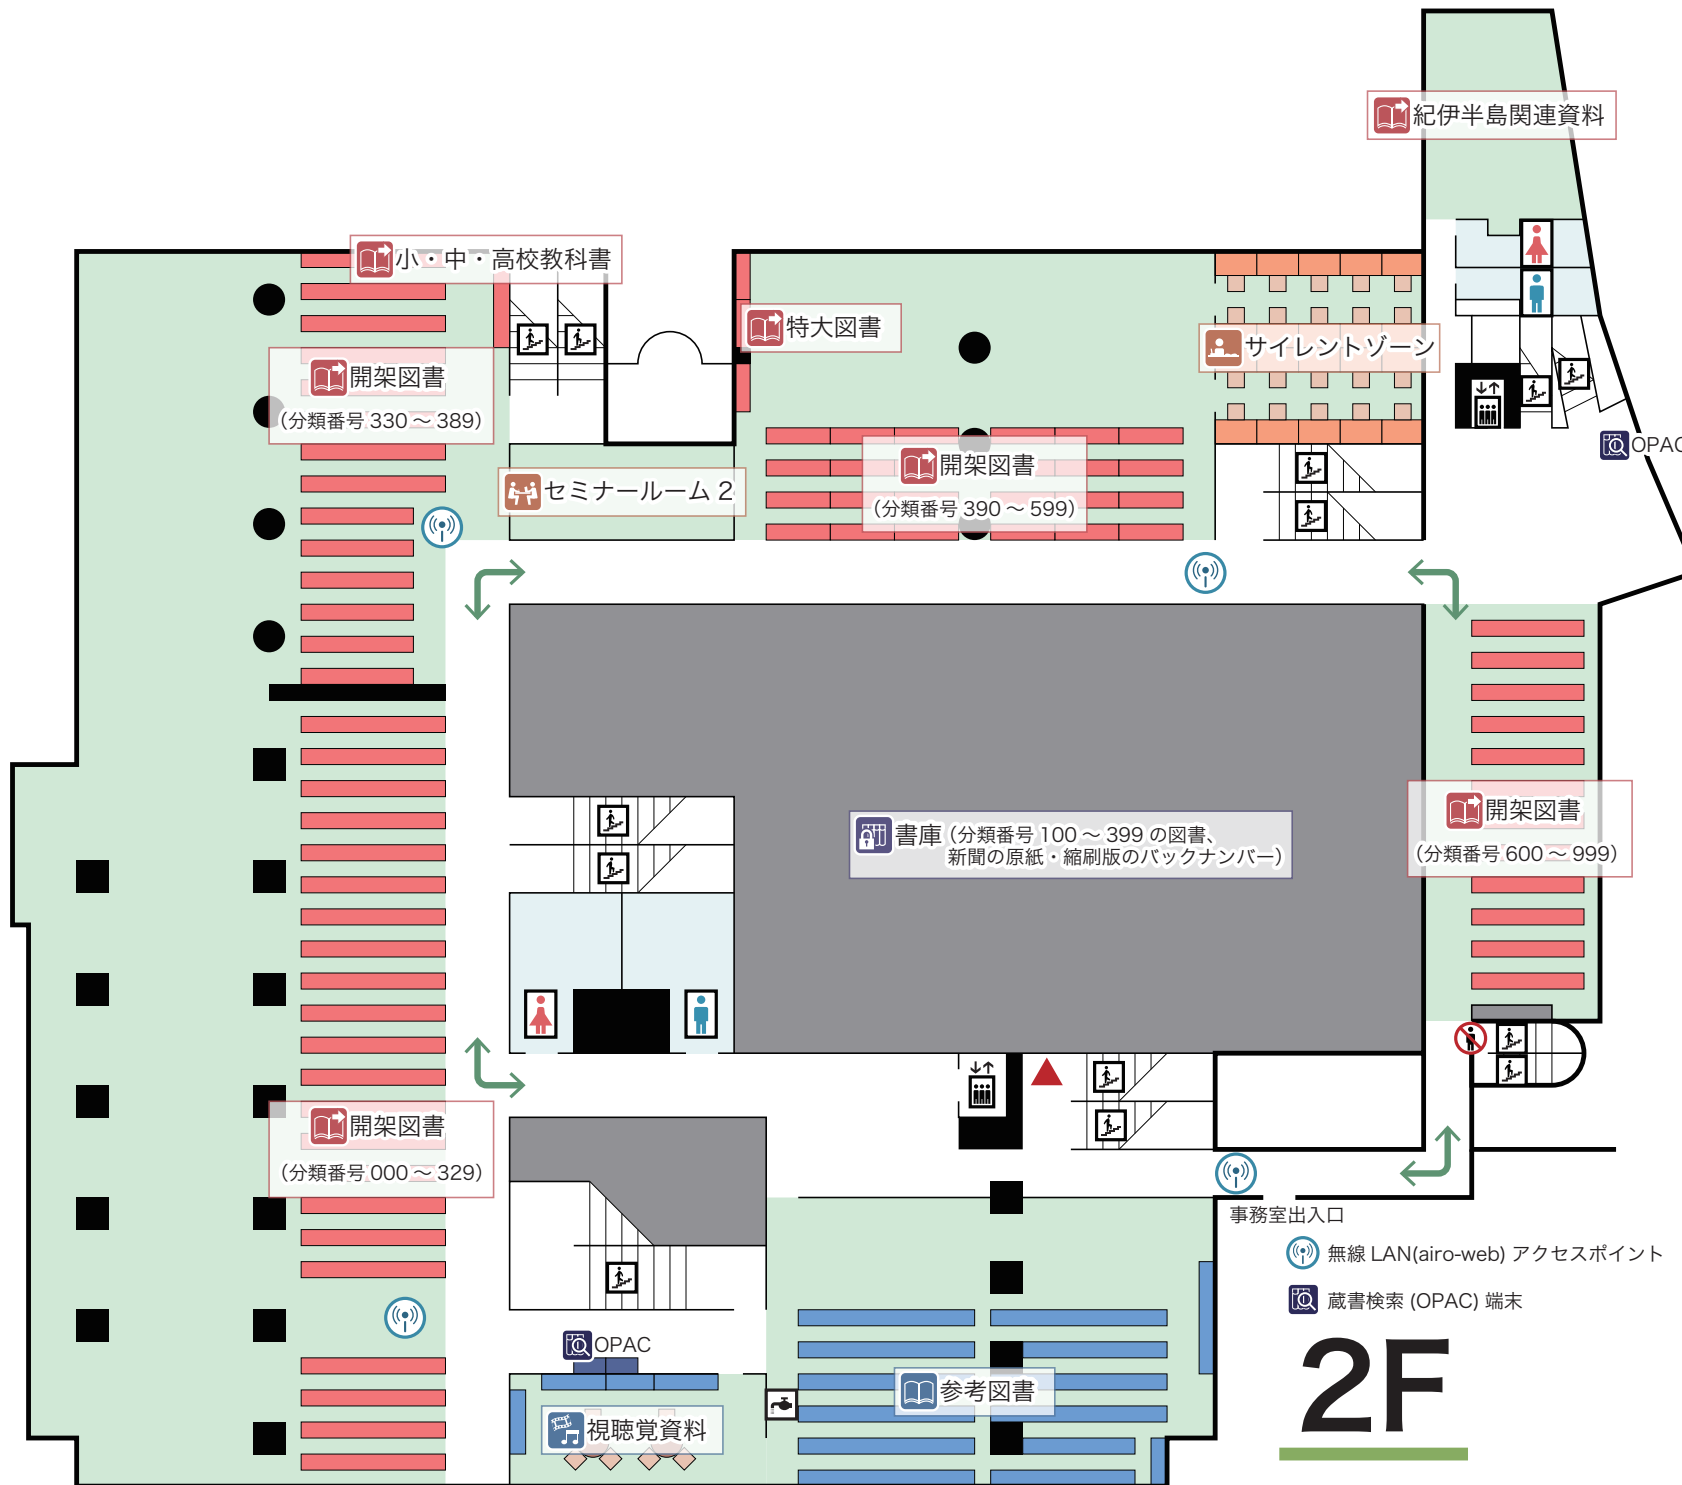 紀伊半島関連資料
小・中・高校教科書
特大図書
サイレントゾーン
開架図書
(分類番号 330 ~ 389)
OPAC
開架図書
(分類番号 390 ~ 599)
セミナールーム 2
開架図書
(分類番号 600 ~ 999)
書庫 (分類番号 100 ~ 399 の図書、
新聞の原紙・縮刷版のバックナンバー)
開架図書
(分類番号 000 ~ 329)
事務室出入口
無線 LAN(airo-web) アクセスポイント
蔵書検索 (OPAC) 端末
OPAC
2F
参考図書
視聴覚資料